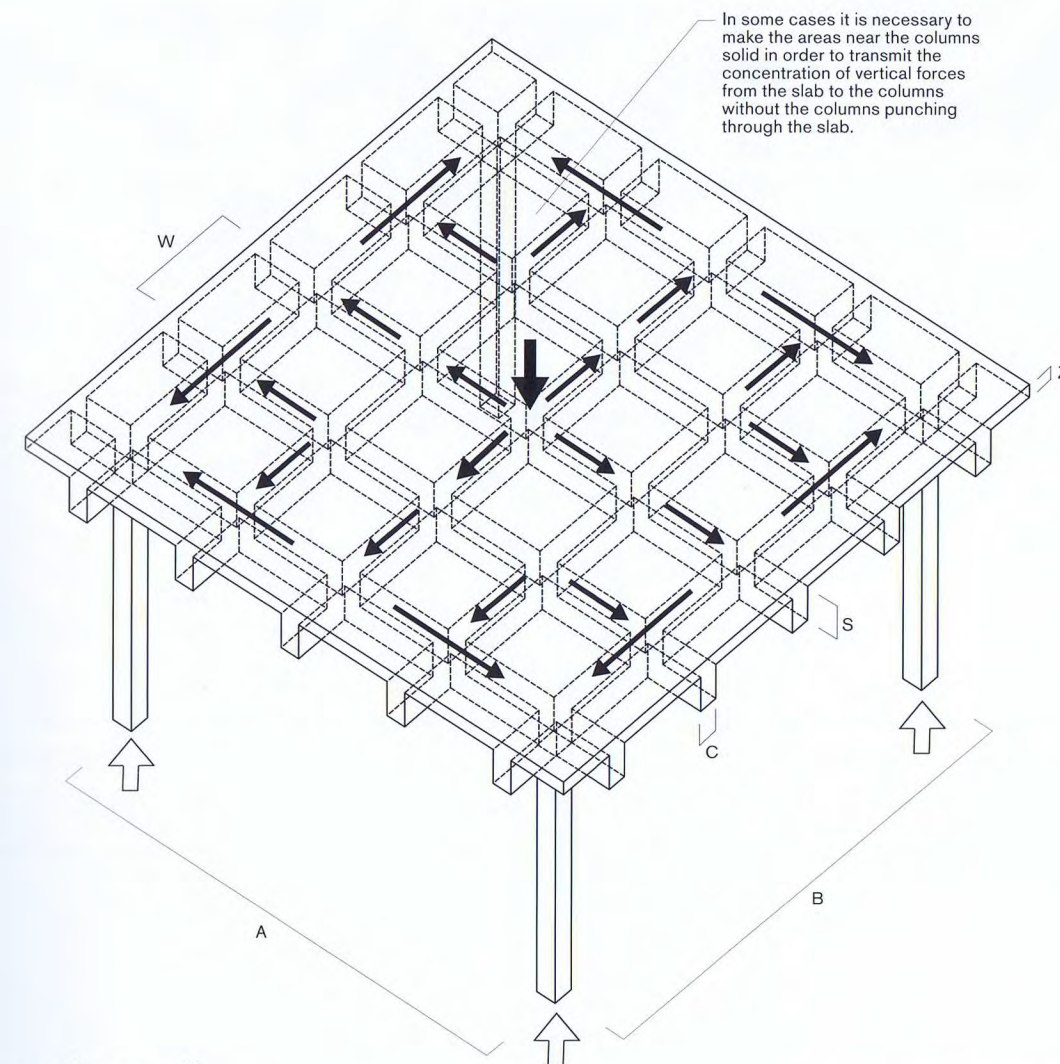 In some cases it is necessary to
make the areas near the columns
solid in order to transmit the
concentration of vertical forces
from the slab to the columns
without the columns punching
through the slab.
W
Z
S
C
B
A